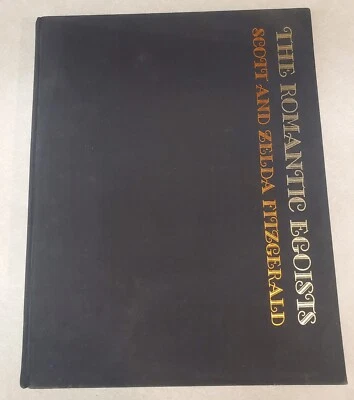 THE ROMANTIC EGOISTS
SCOTT AND ZELDA FITZGERALD